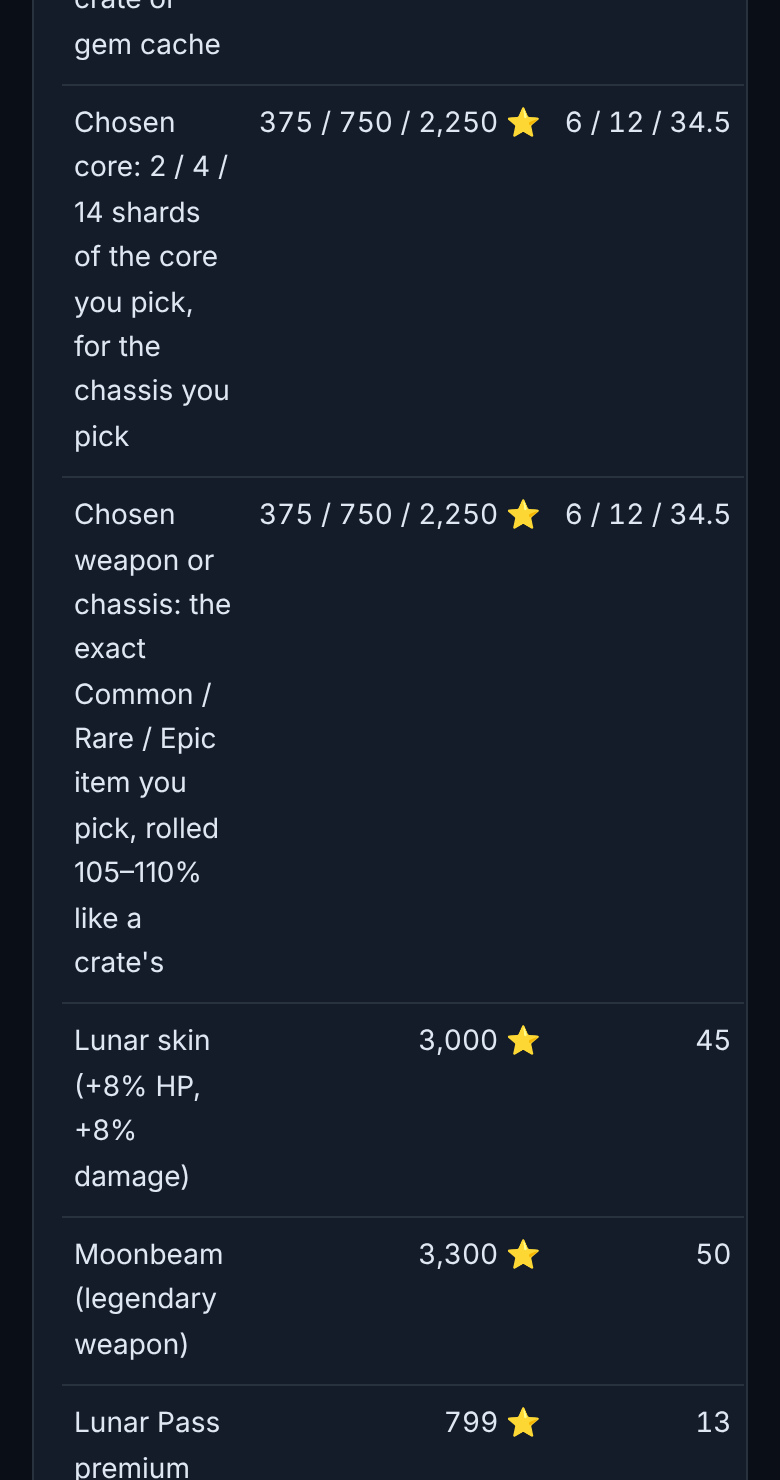 crate or
gem cache
Chosen 375 / 750 / 2,250 ⭐ 6 / 12 / 34.5
core: 2 / 4 /
14 shards
of the core
you pick,
for the
chassis you
pick
Chosen 375 / 750 / 2,250 ⭐ 6 / 12 / 34.5
weapon or
chassis: the
exact
Common /
Rare / Epic
item you
pick, rolled
105–110%
like a
crate's
Lunar skin 3,000 ⭐ 45
(+8% HP,
+8%
damage)
Moonbeam 3,300 ⭐ 50
(legendary
weapon)
Lunar Pass 799 ⭐ 13
premium